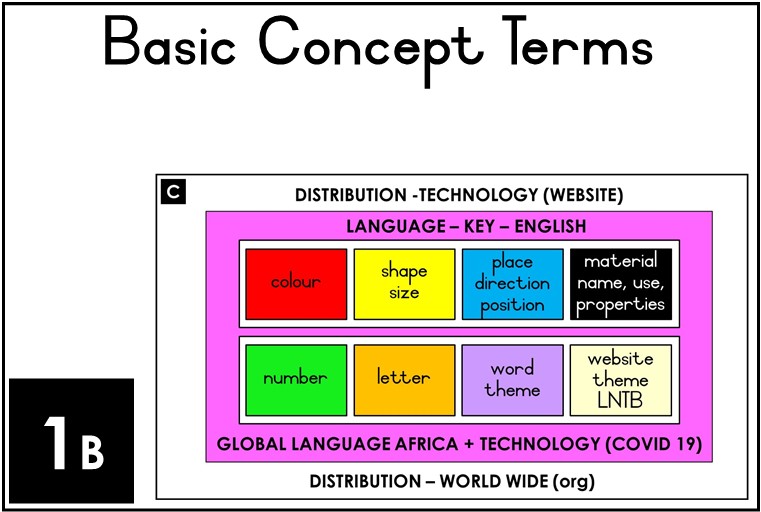 Basic Concept Terms
C
DISTRIBUTION -TECHNOLOGY (WEBSITE)
LANGUAGE – KEY – ENGLISH
colour
shape
size
place
direction
position
material
name, use,
properties
number
letter
word
theme
website
theme
LNTB
GLOBAL LANGUAGE AFRICA + TECHNOLOGY (COVID 19)
DISTRIBUTION – WORLD WIDE (org)
1B